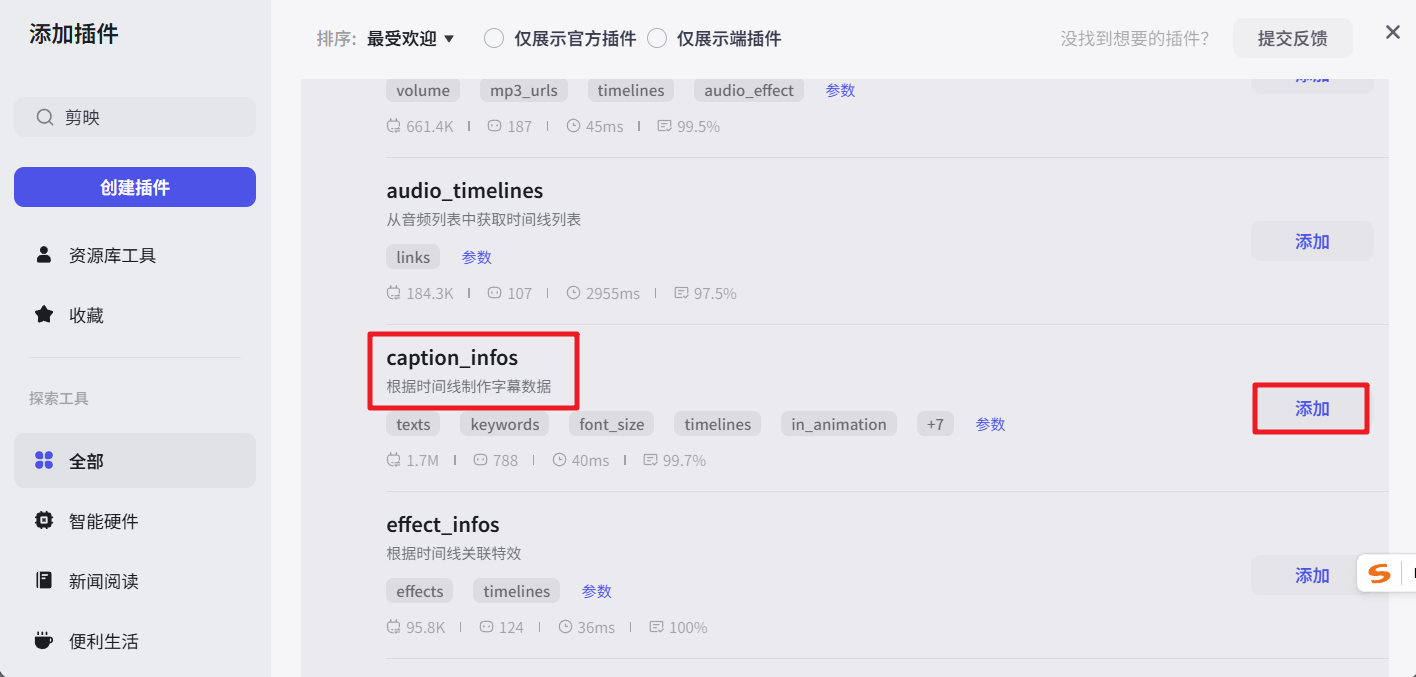 添加插件
剪映
创建插件
资源库工具
收藏
探索工具
全部
智能硬件
新闻阅读
便利生活
排序: 最受欢迎 仅展示官方插件 仅展示端插件 没找到想要的插件? 提交反馈
volume mp3_urls timelines audio_effect 参数
661.4K 187 45ms 99.5%
audio_timelines
从音频列表中获取时间线列表
添加
links 参数
184.3K 107 2955ms 97.5%
caption_infos
根据时间线制作字幕数据
添加
texts keywords font_size timelines in_animation +7 参数
1.7M 788 40ms 99.7%
effect_infos
根据时间线关联特效
添加
effects timelines 参数
95.8K 124 36ms 100%